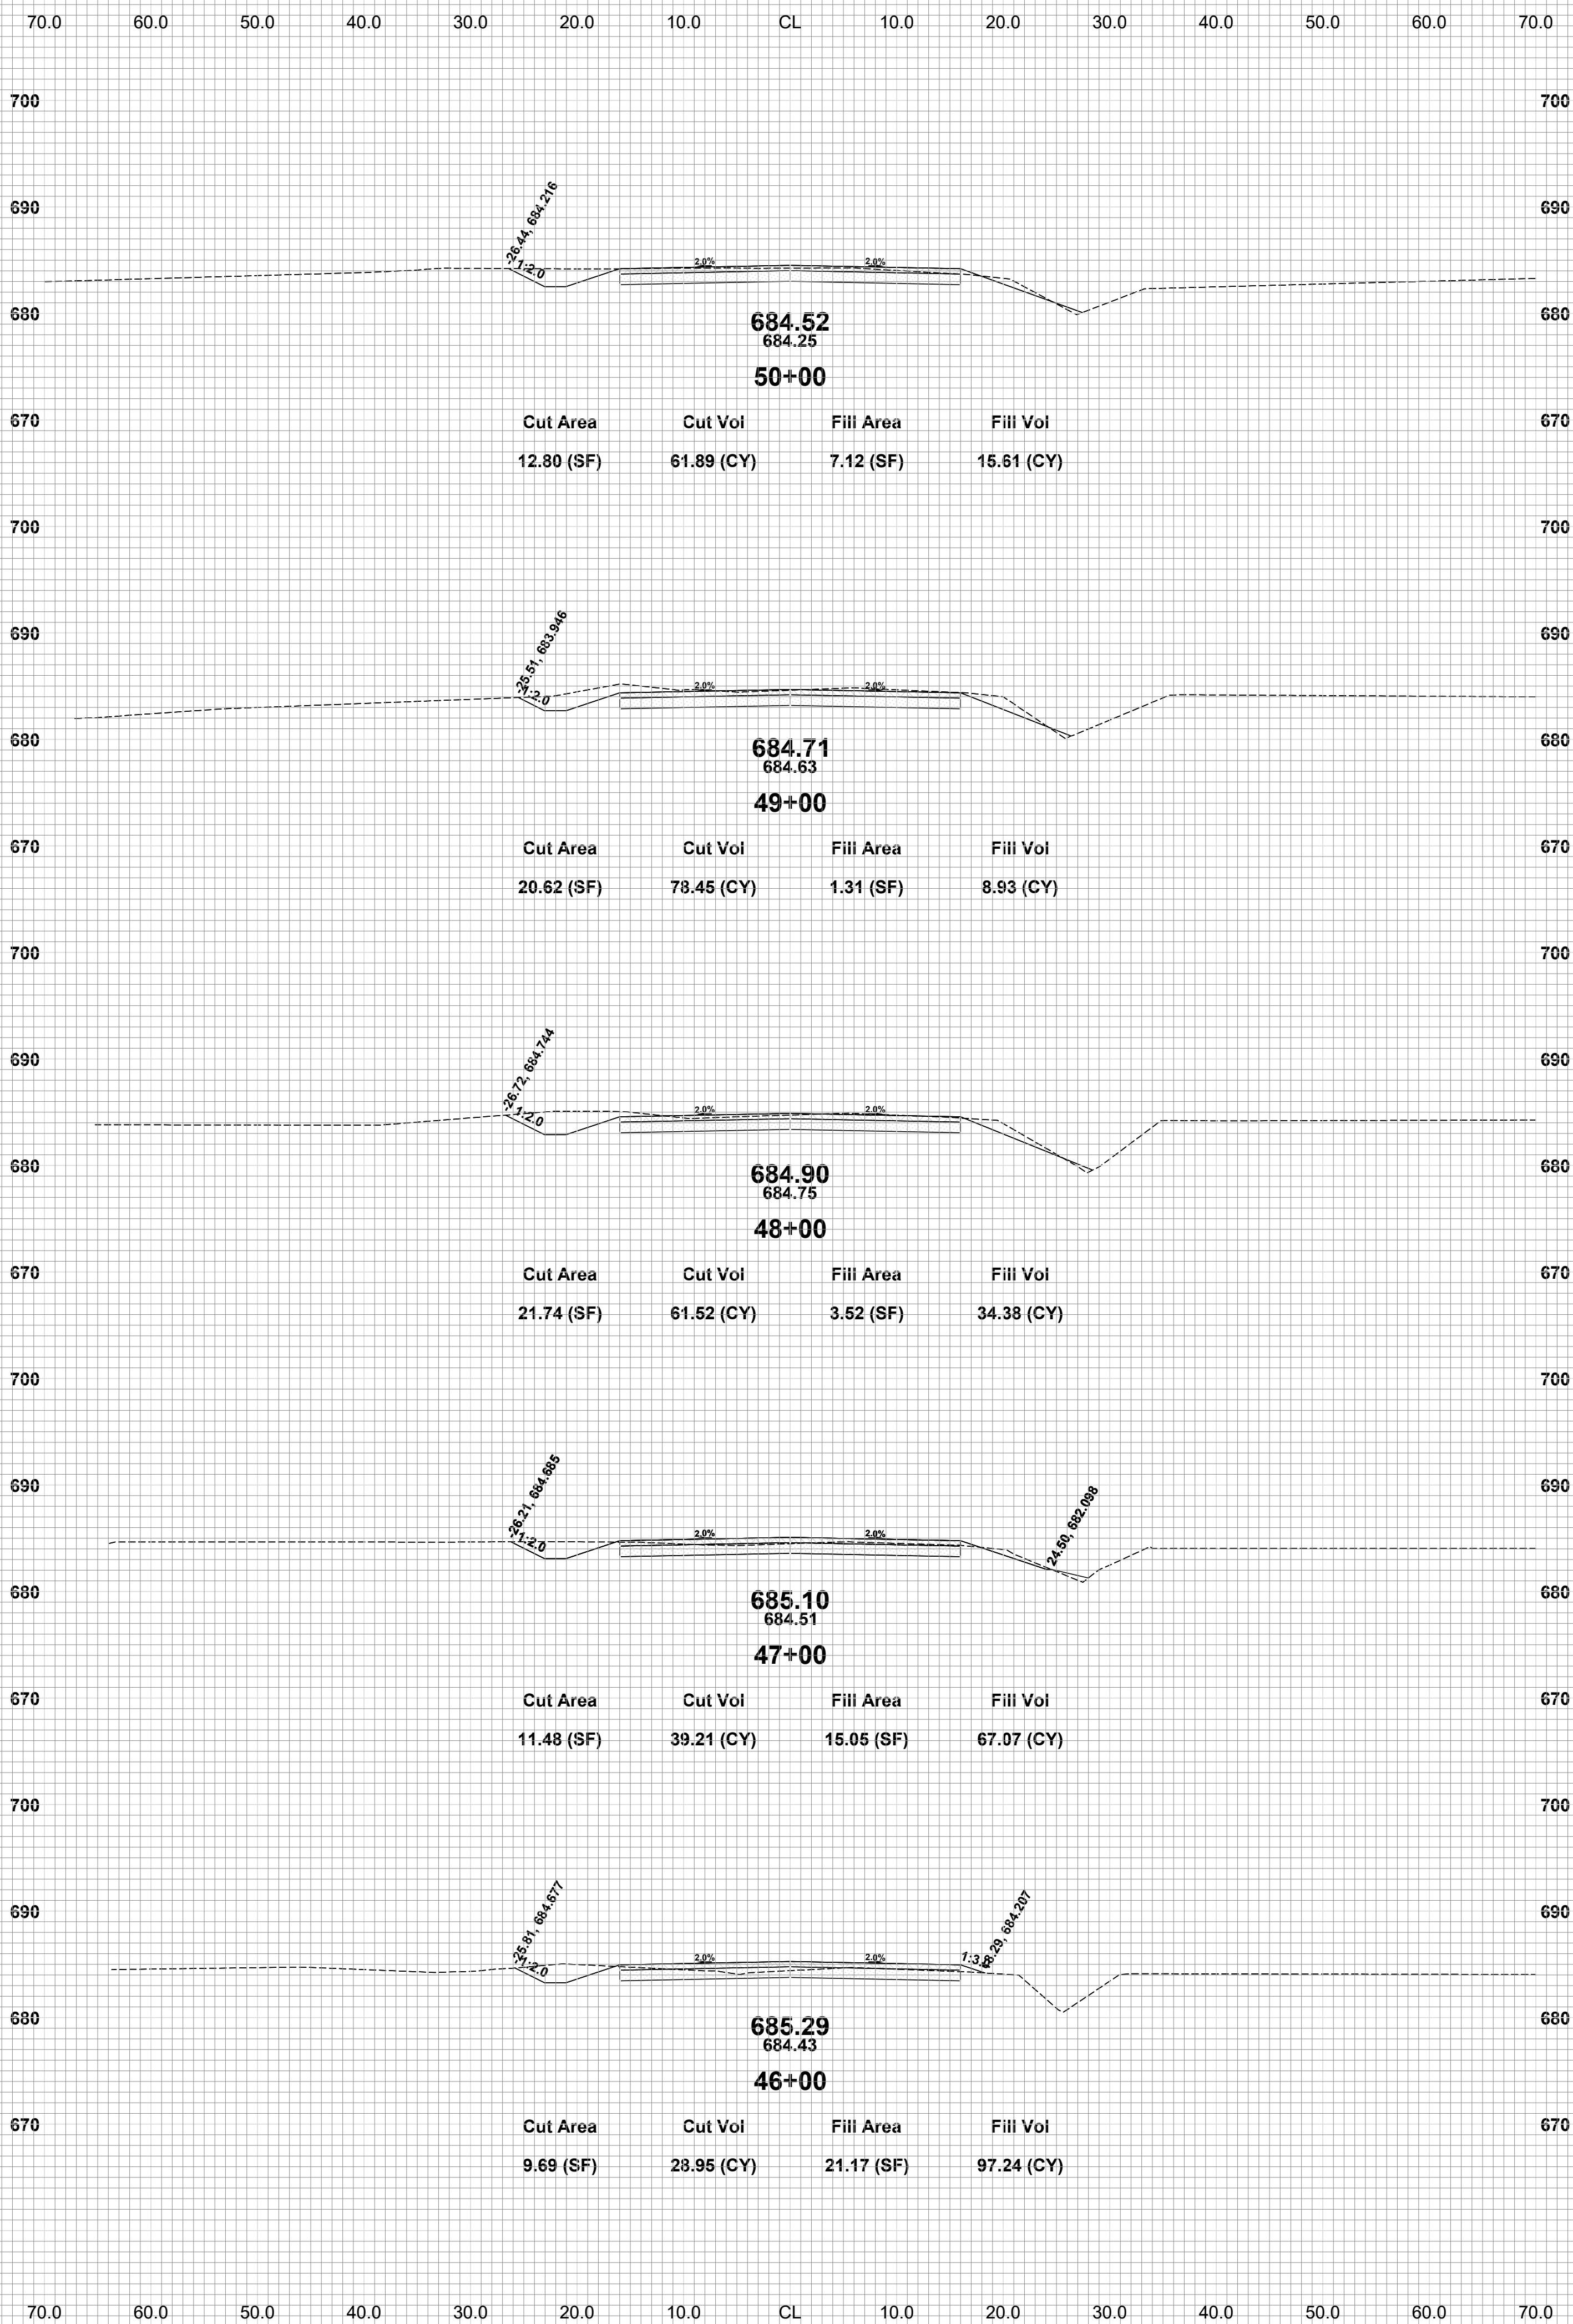 70.0 60.0 50.0 40.0 30.0 20.0 10.0 CL 10.0 20.0 30.0 40.0 50.0 60.0 70.0
700 700
-26.44, 684.216
690 690
-1:2.0 2.0% 2.0%
680 680
684.52
684.25
50+00
670 Cut Area Cut Vol Fill Area Fill Vol 670
12.80 (SF) 61.89 (CY) 7.12 (SF) 15.61 (CY)
700 700
-25.51, 683.946
690 690
-1:2.0 2.0% 2.0%
680 680
684.71
684.63
49+00
670 Cut Area Cut Vol Fill Area Fill Vol 670
20.62 (SF) 78.45 (CY) 1.31 (SF) 8.93 (CY)
700 700
-26.72, 684.744
690 690
-1:2.0 2.0% 2.0%
680 680
684.90
684.75
48+00
670 Cut Area Cut Vol Fill Area Fill Vol 670
21.74 (SF) 61.52 (CY) 3.52 (SF) 34.38 (CY)
700 700
-26.21, 684.685 24.50, 682.098
690 690
-1:2.0 2.0% 2.0%
680 680
685.10
684.51
47+00
670 Cut Area Cut Vol Fill Area Fill Vol 670
11.48 (SF) 39.21 (CY) 15.05 (SF) 67.07 (CY)
700 700
-25.81, 684.677 18.29, 684.207
690 690
-1:2.0 2.0% 2.0%
680 680
685.29
684.43
46+00
670 Cut Area Cut Vol Fill Area Fill Vol 670
9.69 (SF) 28.95 (CY) 21.17 (SF) 97.24 (CY)
70.0 60.0 50.0 40.0 30.0 20.0 10.0 CL 10.0 20.0 30.0 40.0 50.0 60.0 70.0